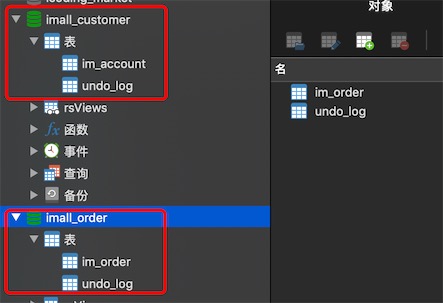 imall_customer
表
im_account
undo_log
rsViews
函数
事件
查询
备份
imall_order
表
im_order
undo_log
对象
名
im_order
undo_log